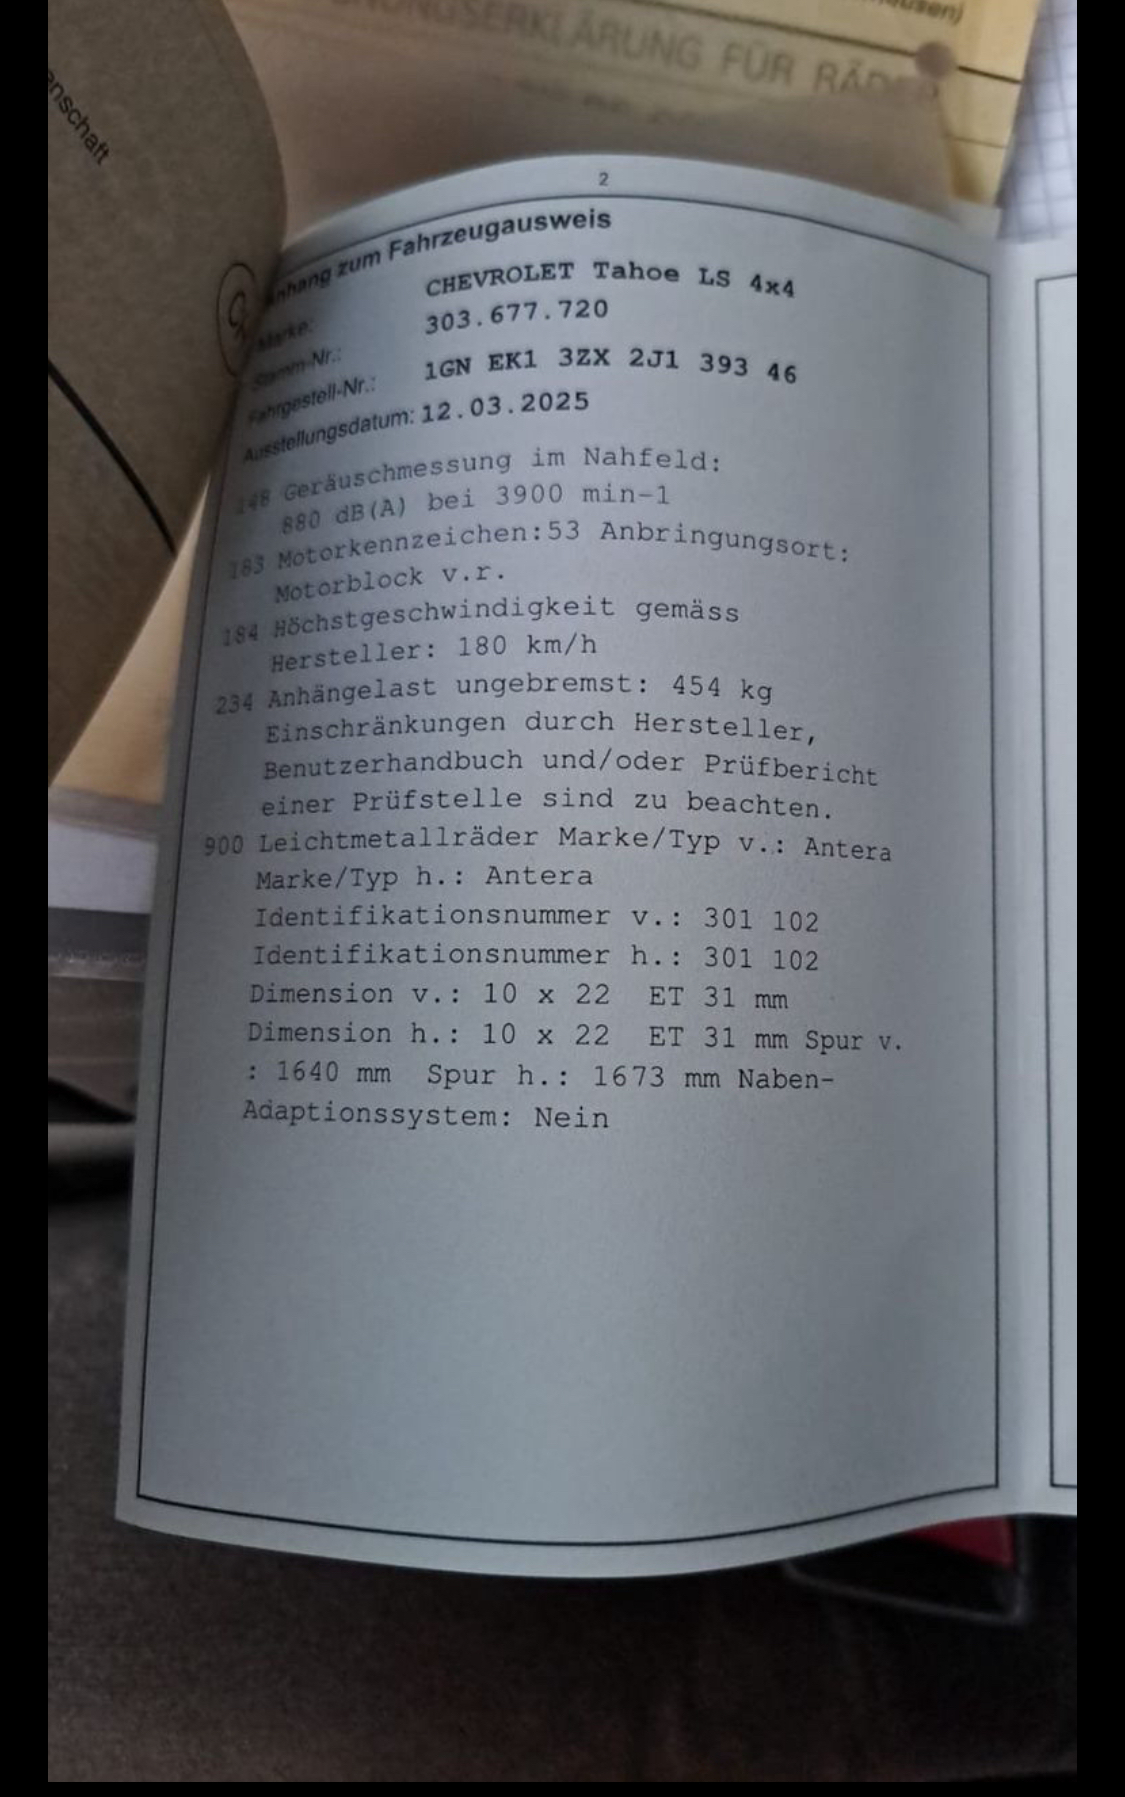 enschaft
RUNGSERKLÄRUNG FÜR RÄDER
2
Anhang zum Fahrzeugausweis
Marke: CHEVROLET Tahoe LS 4x4
Stamm-Nr.: 303.677.720
Fahrgestell-Nr.: 1GN EK1 3ZX 2J1 393 46
Ausstellungsdatum: 12.03.2025
148 Geräuschmessung im Nahfeld:
880 dB(A) bei 3900 min-1
183 Motorkennzeichen:53 Anbringungsort:
Motorblock v.r.
184 Höchstgeschwindigkeit gemäss
Hersteller: 180 km/h
234 Anhängelast ungebremst: 454 kg
Einschränkungen durch Hersteller,
Benutzerhandbuch und/oder Prüfbericht
einer Prüfstelle sind zu beachten.
900 Leichtmetallräder Marke/Typ v.: Antera
Marke/Typ h.: Antera
Identifikationsnummer v.: 301 102
Identifikationsnummer h.: 301 102
Dimension v.: 10 x 22 ET 31 mm
Dimension h.: 10 x 22 ET 31 mm Spur v.
: 1640 mm Spur h.: 1673 mm Naben-
Adaptionssystem: Nein